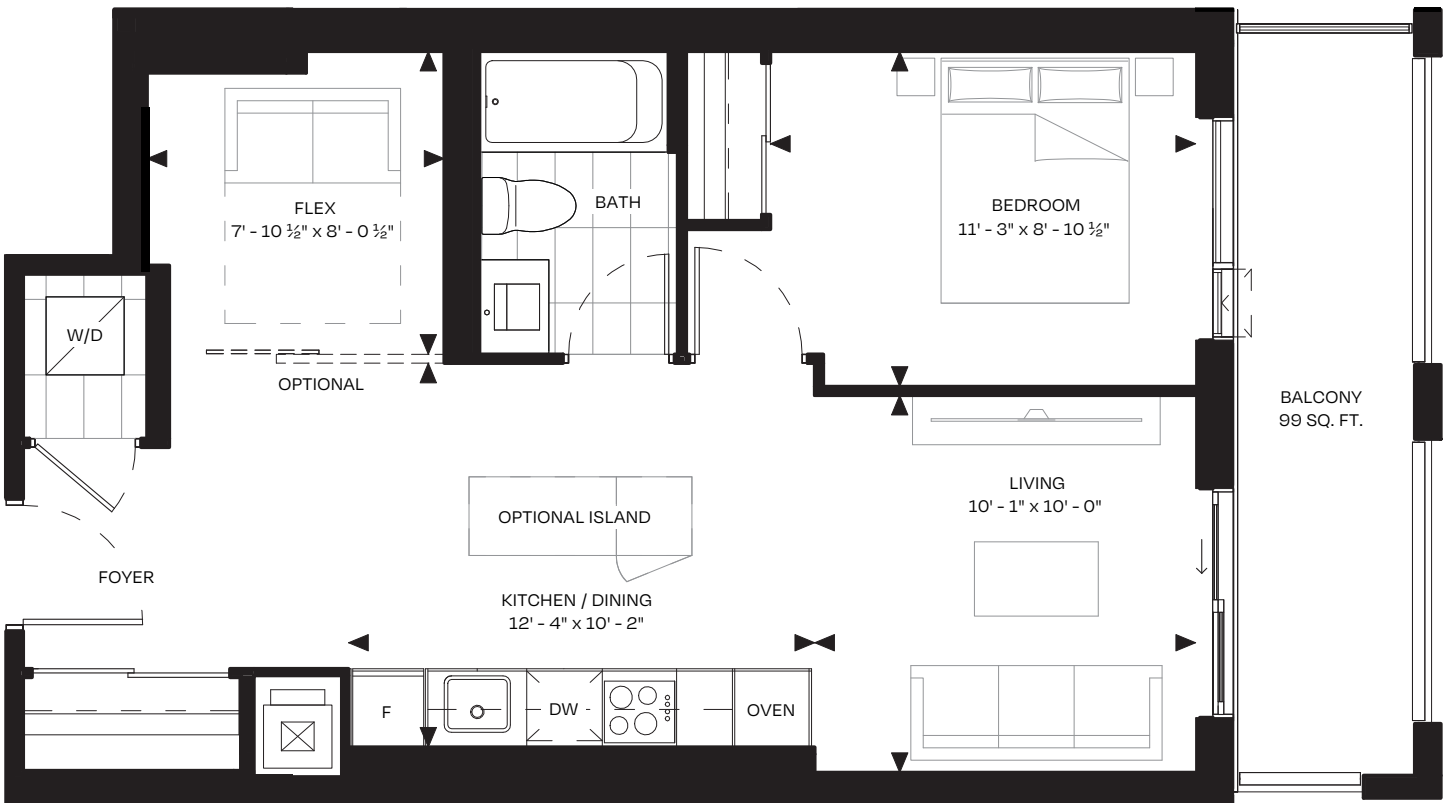 FLEX
7' - 10 ½" x 8' - 0 ½"
BATH
BEDROOM
11' - 3" x 8' - 10 ½"
W/D
OPTIONAL
BALCONY
99 SQ. FT.
LIVING
10' - 1" x 10' - 0"
OPTIONAL ISLAND
FOYER
KITCHEN / DINING
12' - 4" x 10' - 2"
F
DW
OVEN